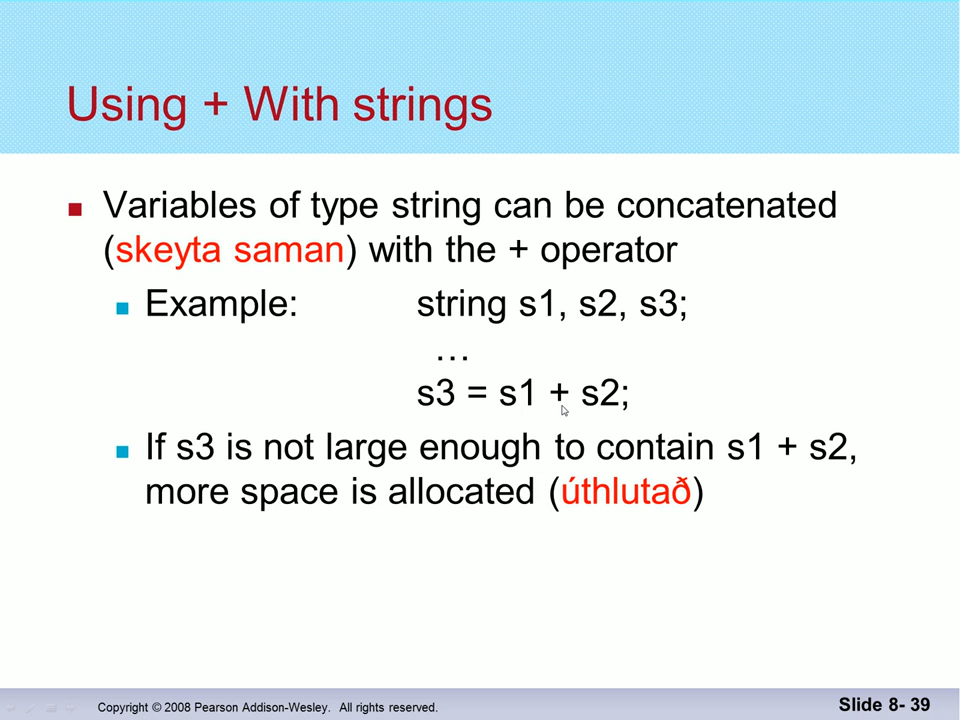 Using + With strings
Variables of type string can be concatenated
(skeyta saman) with the + operator
Example: string s1, s2, s3;
…
s3 = s1 + s2;
If s3 is not large enough to contain s1 + s2,
more space is allocated (úthlutað)
Copyright © 2008 Pearson Addison-Wesley. All rights reserved.
Slide 8- 39